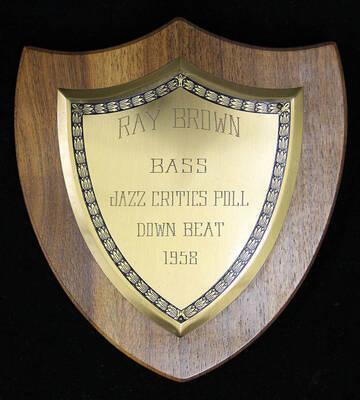 RAY BROWN
BASS
JAZZ CRITICS POLL
DOWN BEAT
1958